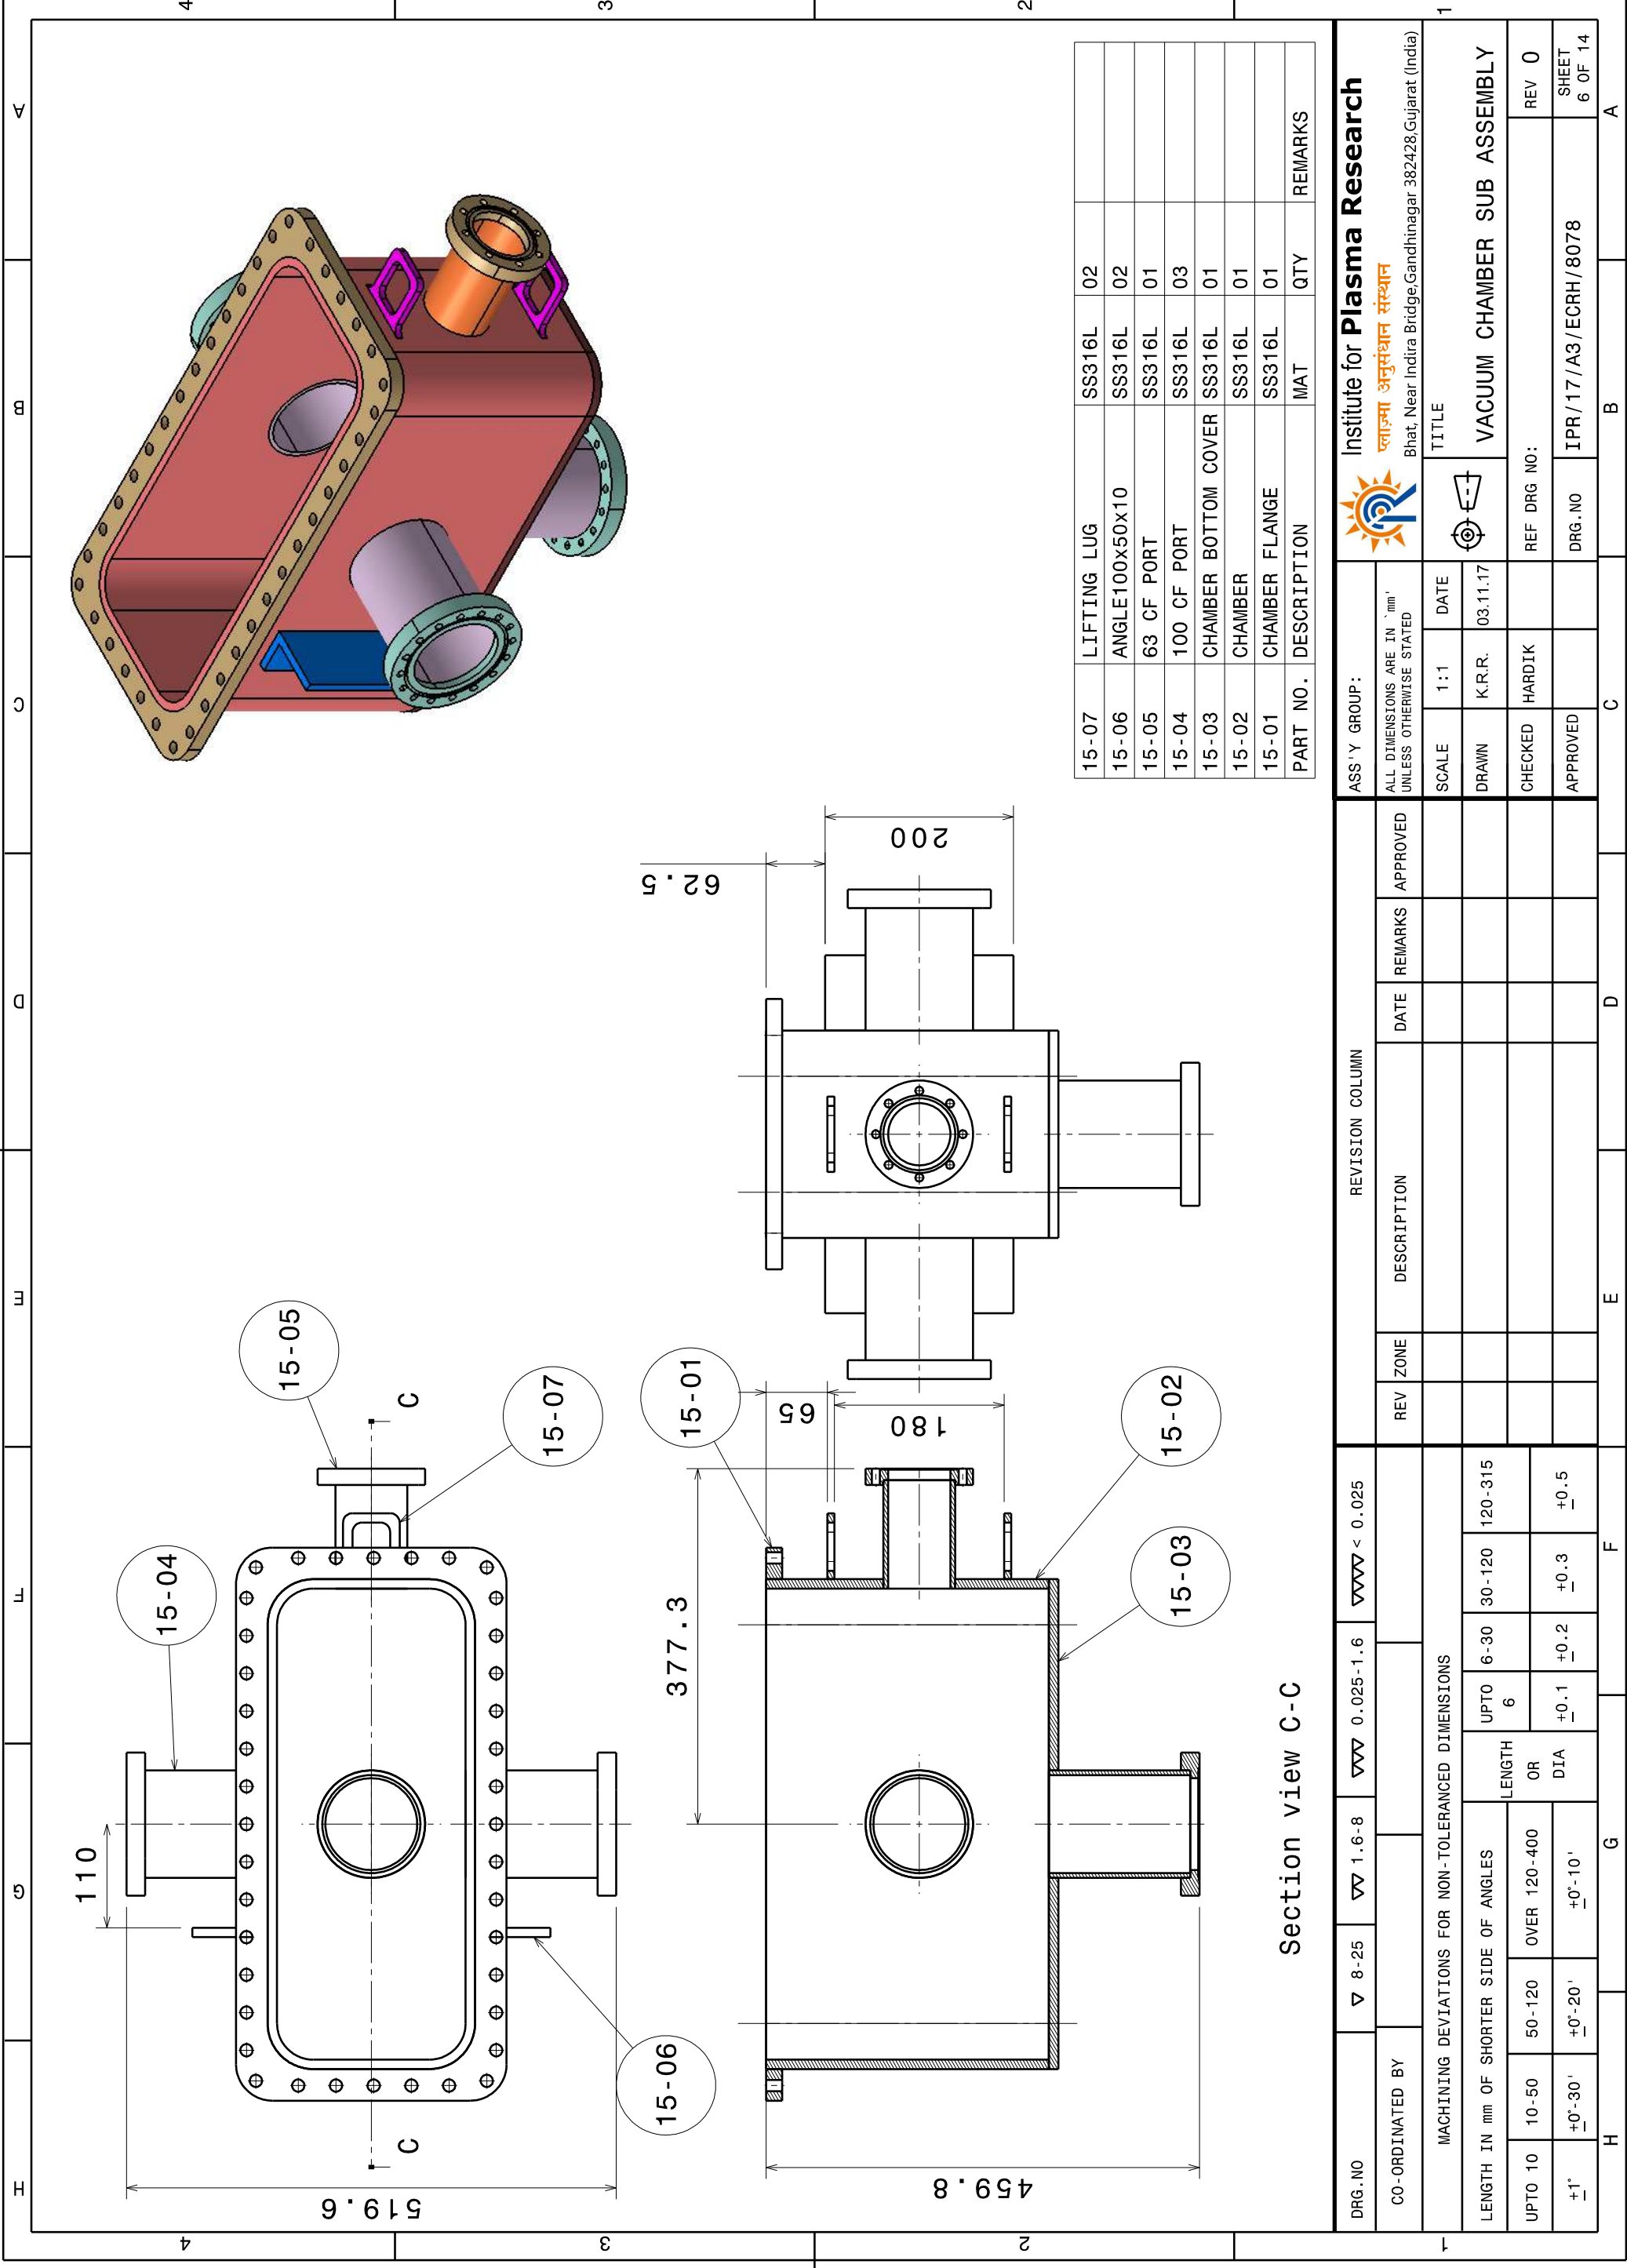 H
G
F
E
D
C
B
A
4
3
2
1
4
3
2
1
H
G
F
E
D
C
B
A
519.6
110
15-04
15-05
15-07
15-06
C
C
459.8
377.3
65
180
15-01
15-02
15-03
Section view C-C
62.5
200
15-07 LIFTING LUG SS316L 02
15-06 ANGLE100x50x10 SS316L 02
15-05 63 CF PORT SS316L 01
15-04 100 CF PORT SS316L 03
15-03 CHAMBER BOTTOM COVER SS316L 01
15-02 CHAMBER SS316L 01
15-01 CHAMBER FLANGE SS316L 01
PART NO. DESCRIPTION MAT QTY REMARKS
DRG.NO ▽ 8-25 ▽▽ 1.6-8 ▽▽▽ 0.025-1.6 ▽▽▽▽ < 0.025
CO-ORDINATED BY
MACHINING DEVIATIONS FOR NON-TOLERANCED DIMENSIONS
LENGTH IN mm OF SHORTER SIDE OF ANGLES
UPTO 10 10-50 50-120 OVER 120-400
±1° ±0°-30' ±0°-20' ±0°-10'
LENGTH
OR
DIA
UPTO
6
6-30 30-120 120-315
±0.1 ±0.2 ±0.3 ±0.5
REVISION COLUMN
REV ZONE DESCRIPTION DATE REMARKS APPROVED
ASS'Y GROUP:
ALL DIMENSIONS ARE IN `mm'
UNLESS OTHERWISE STATED
SCALE 1:1 DATE
DRAWN K.R.R. 03.11.17
CHECKED HARDIK
APPROVED
Institute for Plasma Research
प्लाज़्मा अनुसंधान संस्थान
Bhat, Near Indira Bridge,Gandhinagar 382428,Gujarat (India)
TITLE
VACUUM CHAMBER SUB ASSEMBLY
REF DRG NO:
REV 0
DRG.NO IPR/17/A3/ECRH/8078
SHEET
6 OF 14